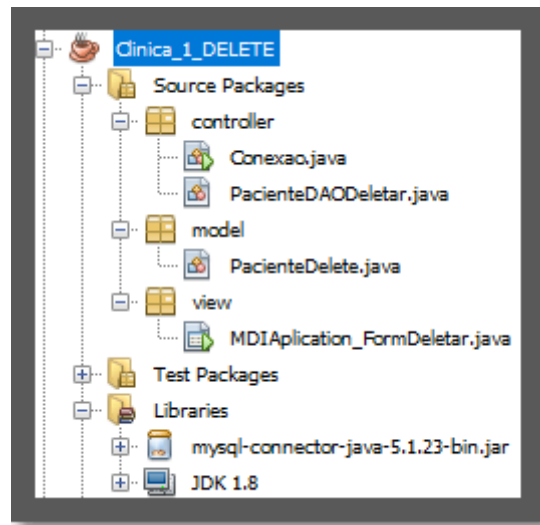 Clinica_1_DELETE
Source Packages
controller
Conexao.java
PacienteDAODeletar.java
model
PacienteDelete.java
view
MDIAplication_FormDeletar.java
Test Packages
Libraries
mysql-connector-java-5.1.23-bin.jar
JDK 1.8